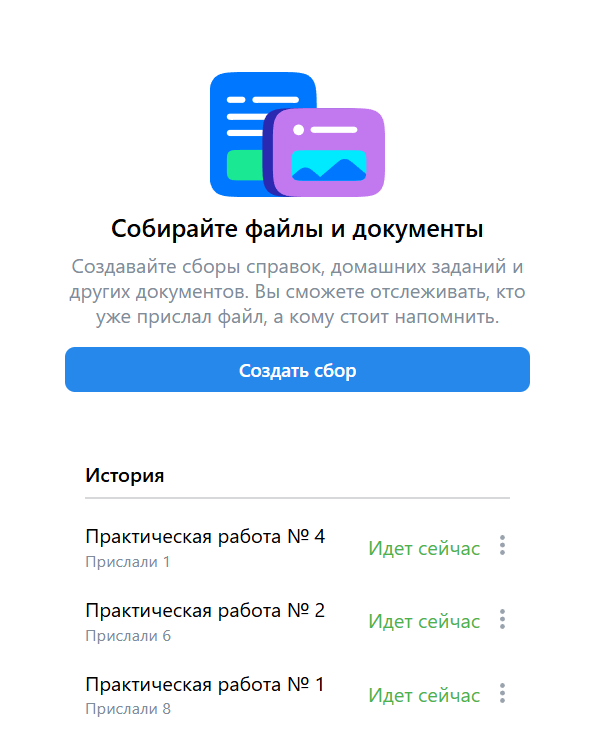 Собирайте файлы и документы
Создавайте сборы справок, домашних заданий и
других документов. Вы сможете отслеживать, кто
уже прислал файл, а кому стоит напомнить.
Создать сбор
История
Практическая работа № 4
Прислали 1
Идет сейчас
Практическая работа № 2
Прислали 6
Идет сейчас
Практическая работа № 1
Прислали 8
Идет сейчас